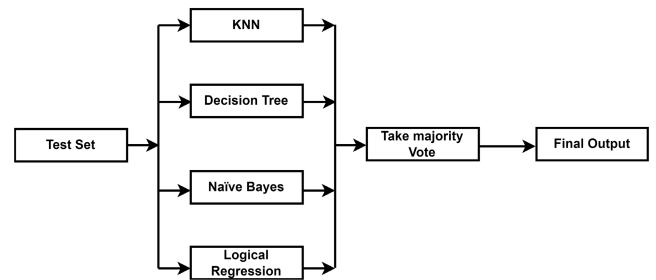 KNN
Decision Tree
Test Set
Take majority
Vote
Final Output
Naïve Bayes
Logical
Regression